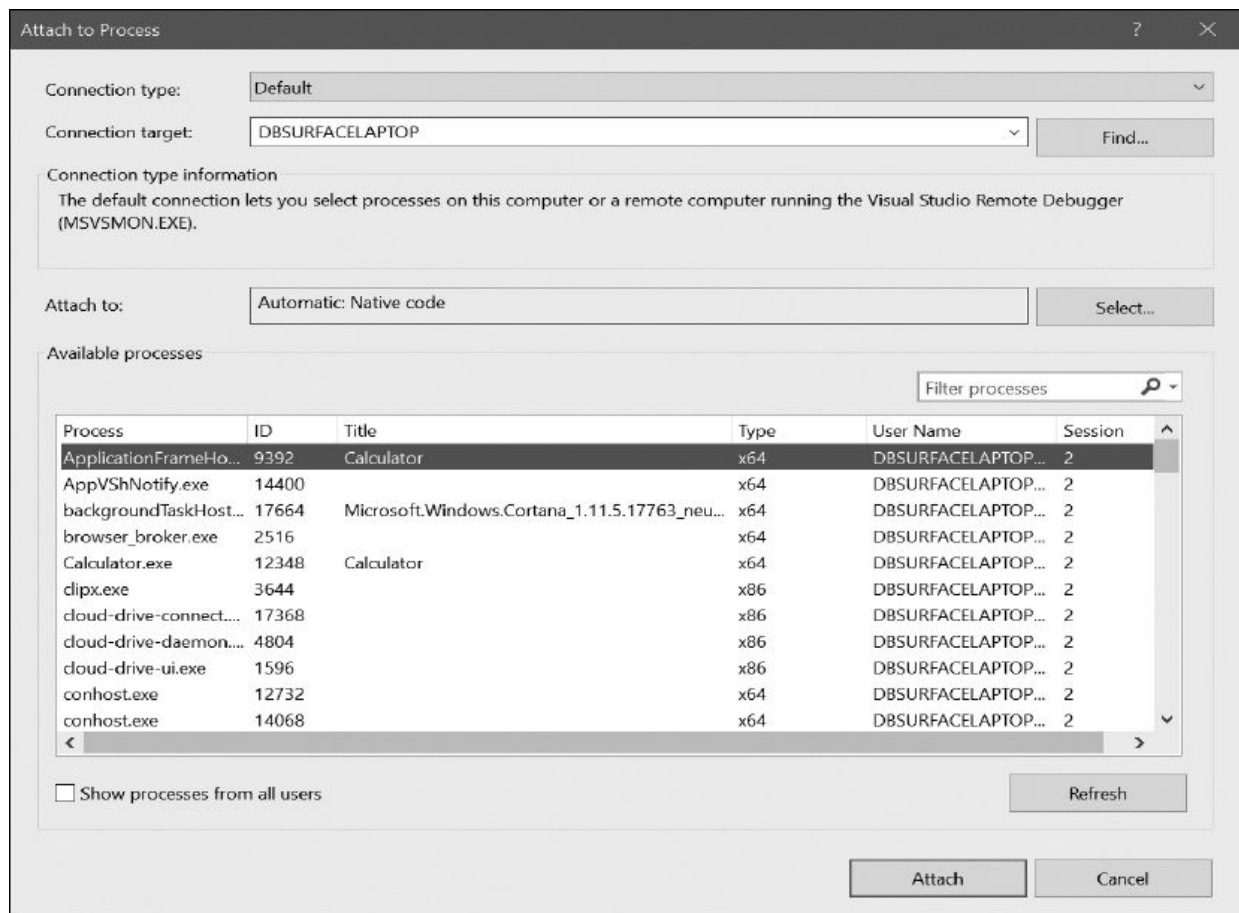 Attach to Process
Connection type: Default
Connection target: DBSURFACELAPTOP Find...
Connection type information
The default connection lets you select processes on this computer or a remote computer running the Visual Studio Remote Debugger
(MSVSMON.EXE).
Attach to: Automatic: Native code Select...
Available processes
Filter processes
Process ID Title Type User Name Session
ApplicationFrameHo... 9392 Calculator x64 DBSURFACELAPTOP... 2
AppVShNotify.exe 14400 x64 DBSURFACELAPTOP... 2
backgroundTaskHost... 17664 Microsoft.Windows.Cortana_1.11.5.17763_neu... x64 DBSURFACELAPTOP... 2
browser_broker.exe 2516 x64 DBSURFACELAPTOP... 2
Calculator.exe 12348 Calculator x64 DBSURFACELAPTOP... 2
clipx.exe 3644 x86 DBSURFACELAPTOP... 2
cloud-drive-connect.... 17368 x86 DBSURFACELAPTOP... 2
cloud-drive-daemon.... 4804 x86 DBSURFACELAPTOP... 2
cloud-drive-ui.exe 1596 x86 DBSURFACELAPTOP... 2
conhost.exe 12732 x64 DBSURFACELAPTOP... 2
conhost.exe 14068 x64 DBSURFACELAPTOP... 2
Show processes from all users Refresh
Attach Cancel